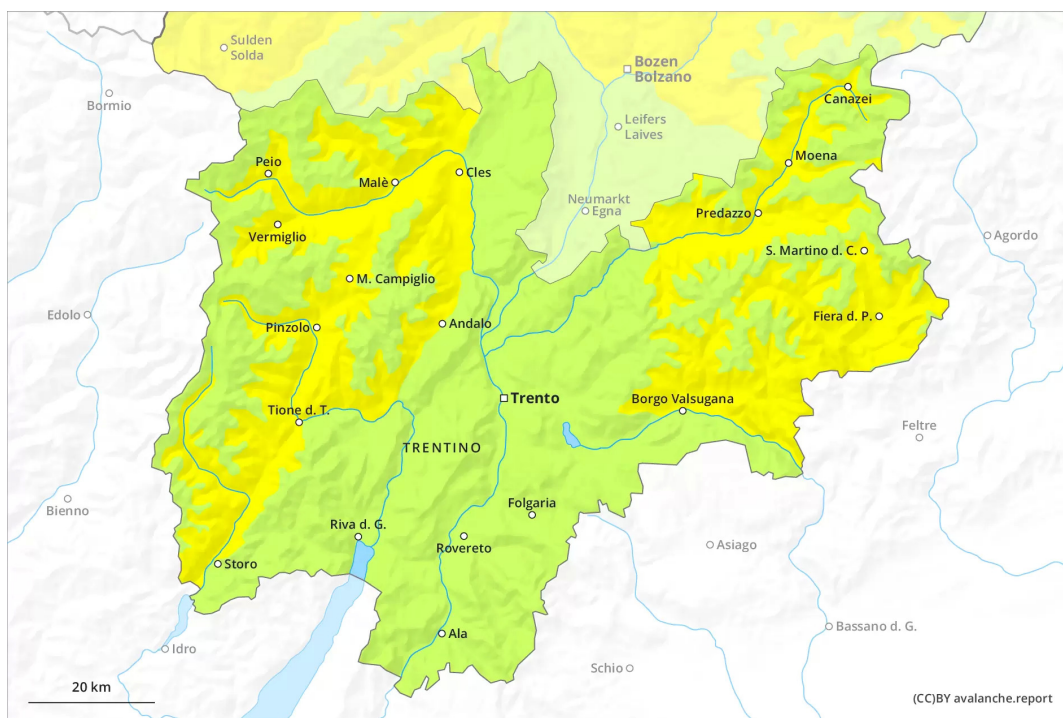 Sulden
Solda
Bozen
Bolzano
Bormio
Canazei
Leifers
Laives
Peio
Moena
Malè
Cles
Neumarkt
Egna
Predazzo
Vermiglio
Agordo
S. Martino d. C.
M. Campiglio
Edolo
Fiera d. P.
Pinzolo
Andalo
Trento
Borgo Valsugana
Tione d. T.
Feltre
TRENTINO
Bienno
Folgaria
Riva d. G.
Rovereto
Asiago
Storo
Bassano d. G.
Ala
Idro
Schio
20 km
(CC)BY avalanche.report